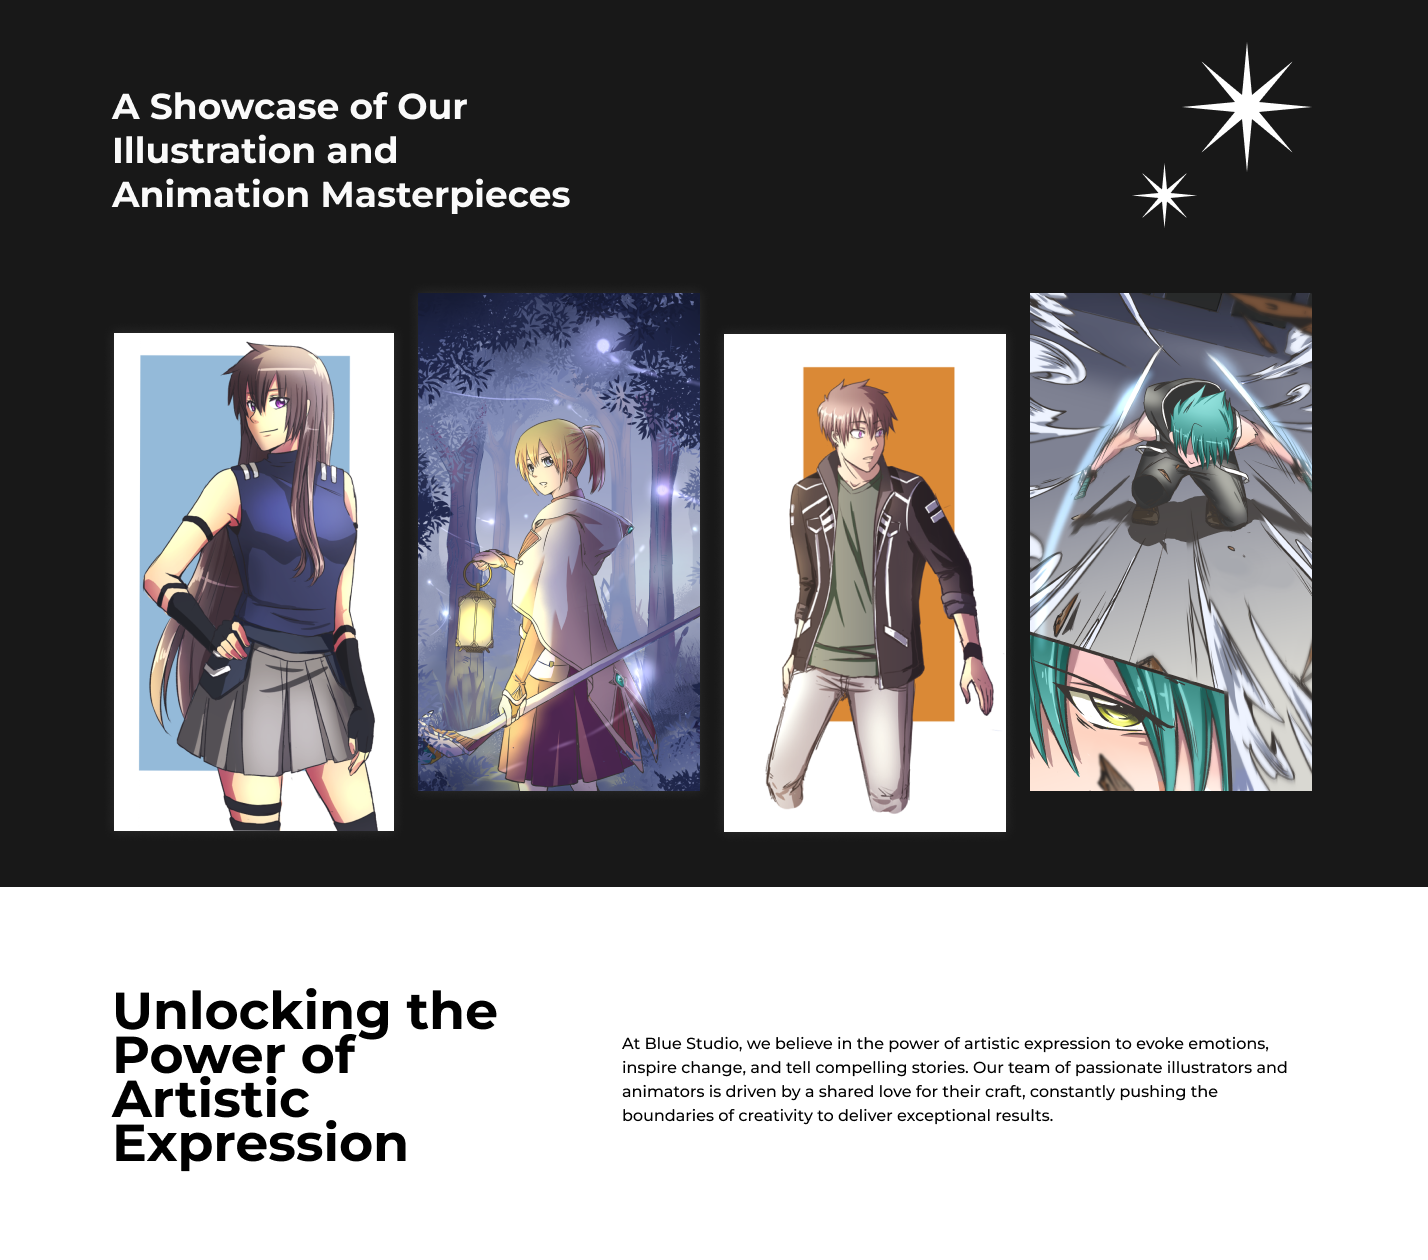 A Showcase of Our
Illustration and
Animation Masterpieces
Unlocking the
Power of
Artistic
Expression
At Blue Studio, we believe in the power of artistic expression to evoke emotions,
inspire change, and tell compelling stories. Our team of passionate illustrators and
animators is driven by a shared love for their craft, constantly pushing the
boundaries of creativity to deliver exceptional results.